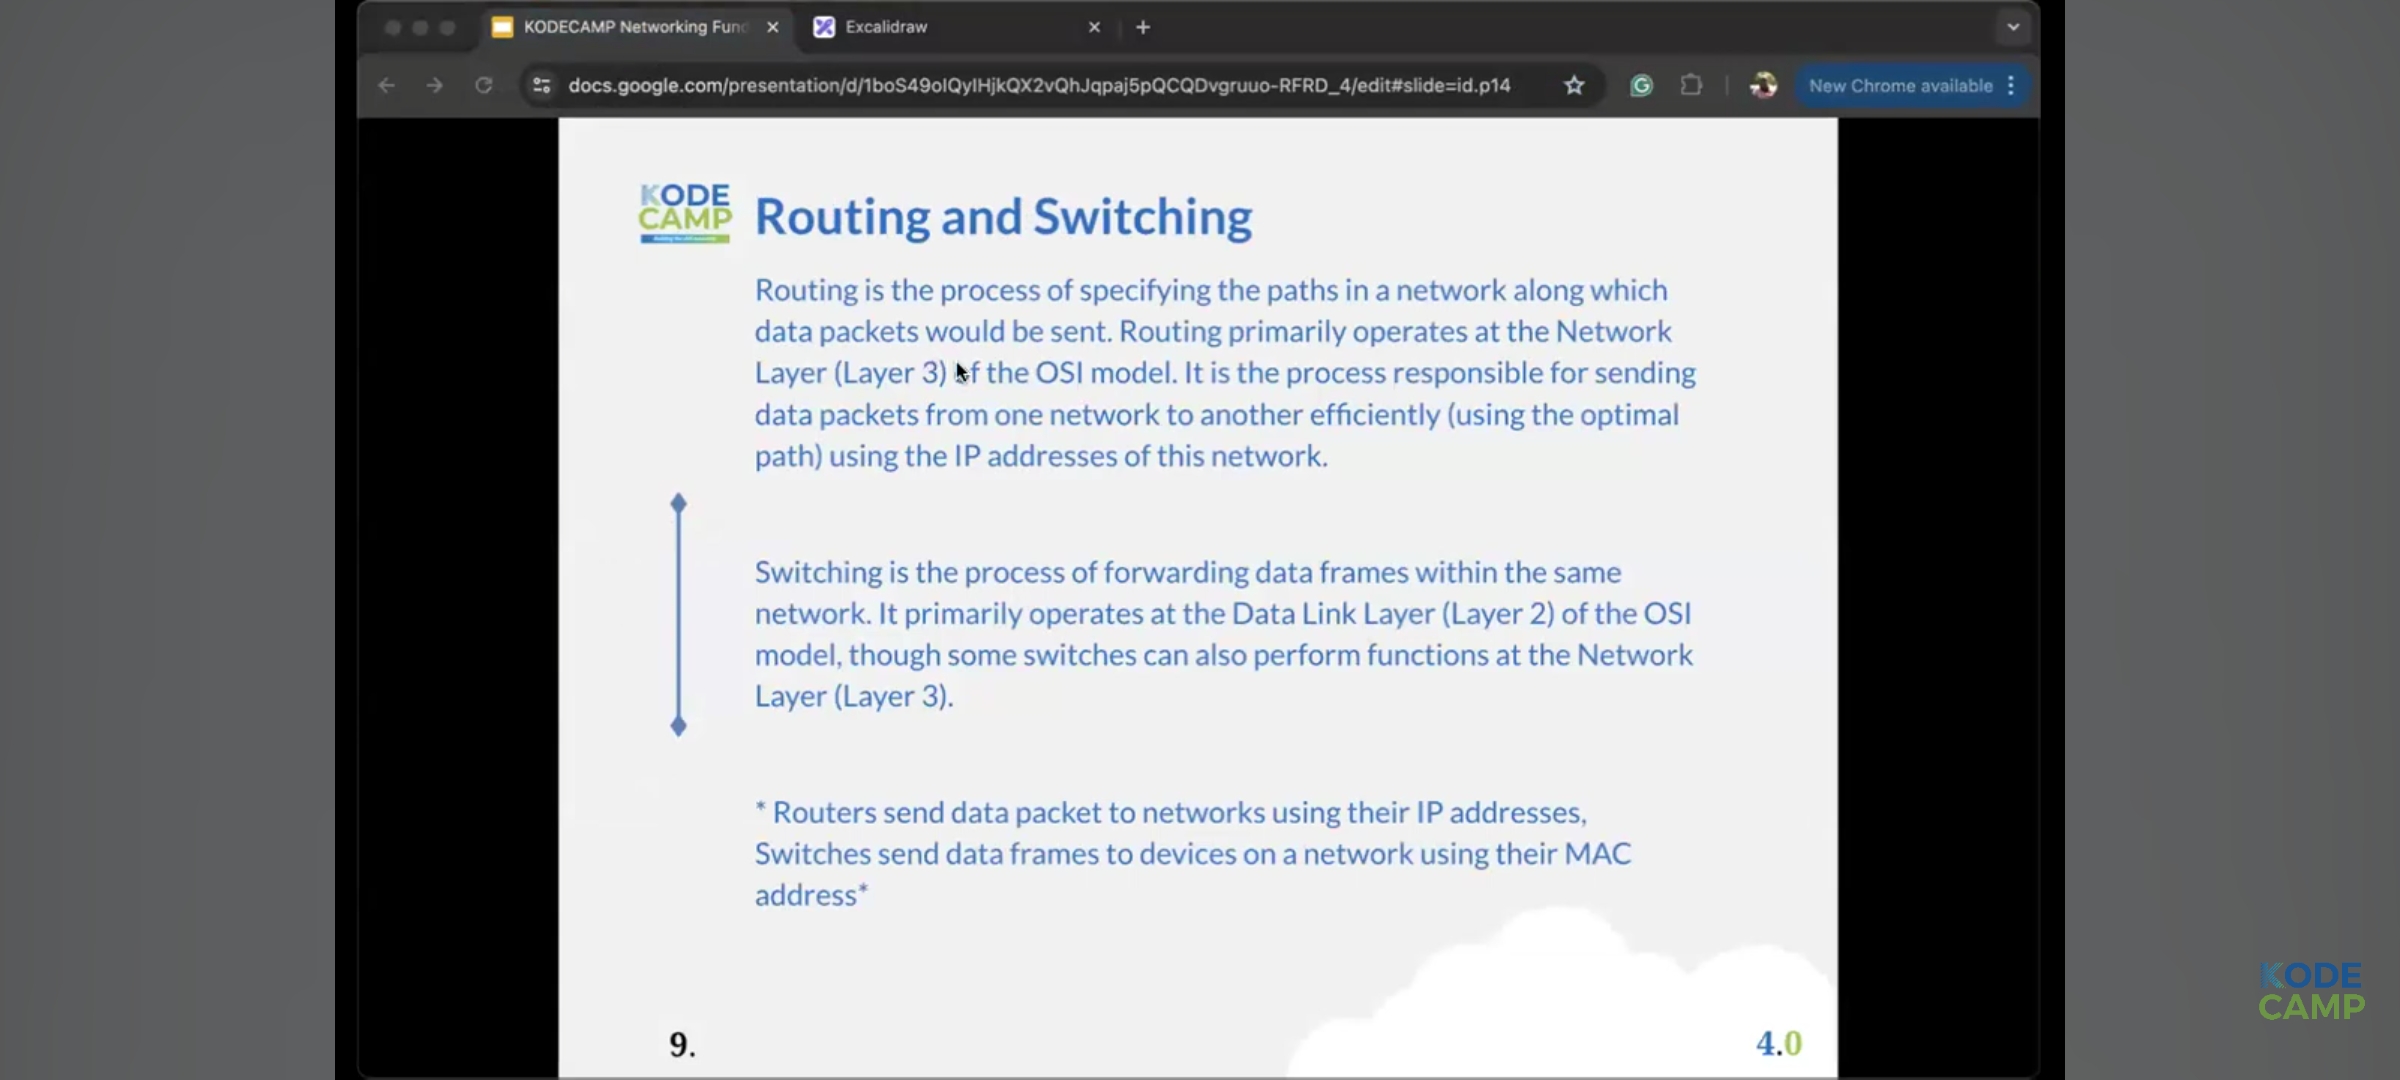 KODECAMP Networking Fund
Excalidraw
docs.google.com/presentation/d/1boS49oIQyIHjkQX2vQhJqpaj5pQCQDvgruuo-RFRD_4/edit#slide=id.p14
New Chrome available
KODE
CAMP
Routing and Switching
Routing is the process of specifying the paths in a network along which
data packets would be sent. Routing primarily operates at the Network
Layer (Layer 3) of the OSI model. It is the process responsible for sending
data packets from one network to another efficiently (using the optimal
path) using the IP addresses of this network.
Switching is the process of forwarding data frames within the same
network. It primarily operates at the Data Link Layer (Layer 2) of the OSI
model, though some switches can also perform functions at the Network
Layer (Layer 3).
* Routers send data packet to networks using their IP addresses,
Switches send data frames to devices on a network using their MAC
address*
9.
4.0
KODE
CAMP